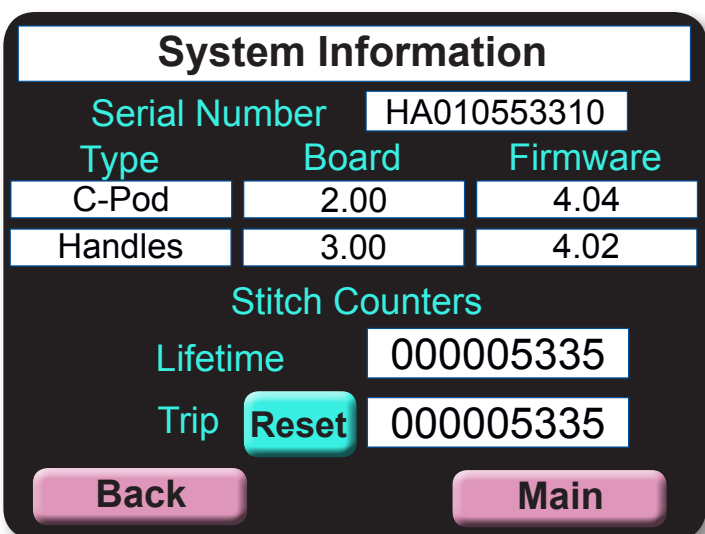 System Information
Serial Number HA010553310
Type Board Firmware
C-Pod 2.00 4.04
Handles 3.00 4.02
Stitch Counters
Lifetime 000005335
Trip Reset 000005335
Back Main